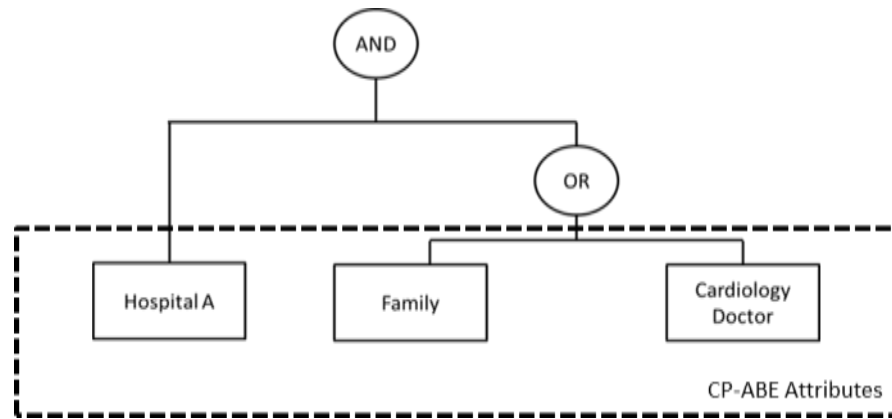 AND
OR
Hospital A
Family
Cardiology
Doctor
CP-ABE Attributes